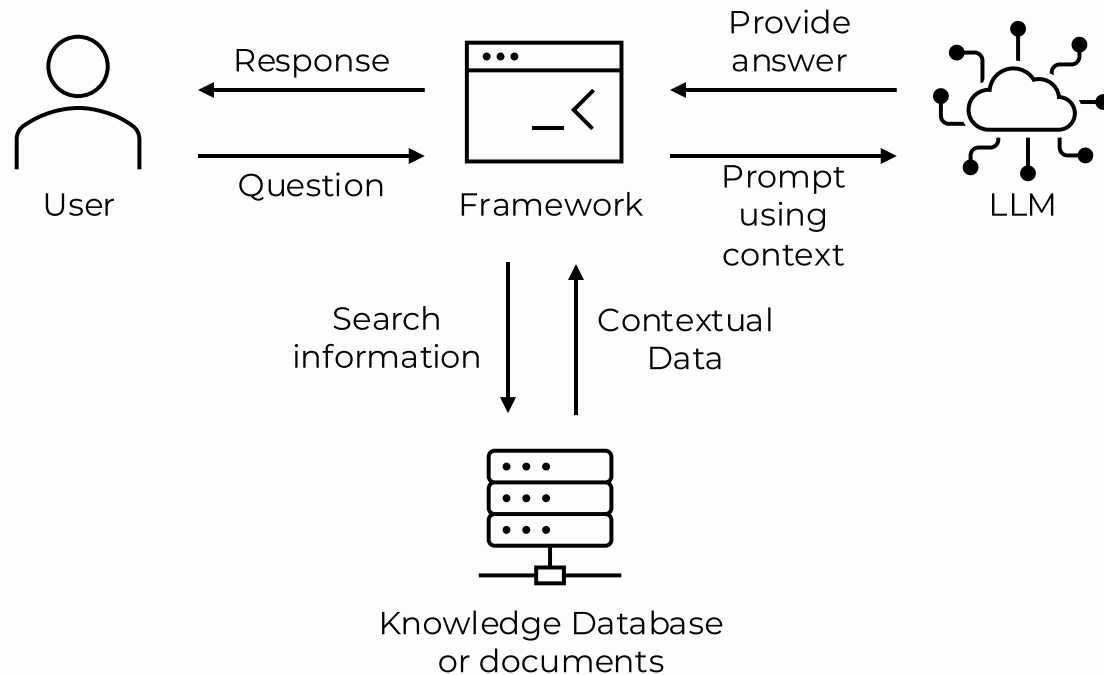 Provide
answer
Response
Question
Prompt
using
context
User
Framework
LLM
Search
information
Contextual
Data
Knowledge Database
or documents